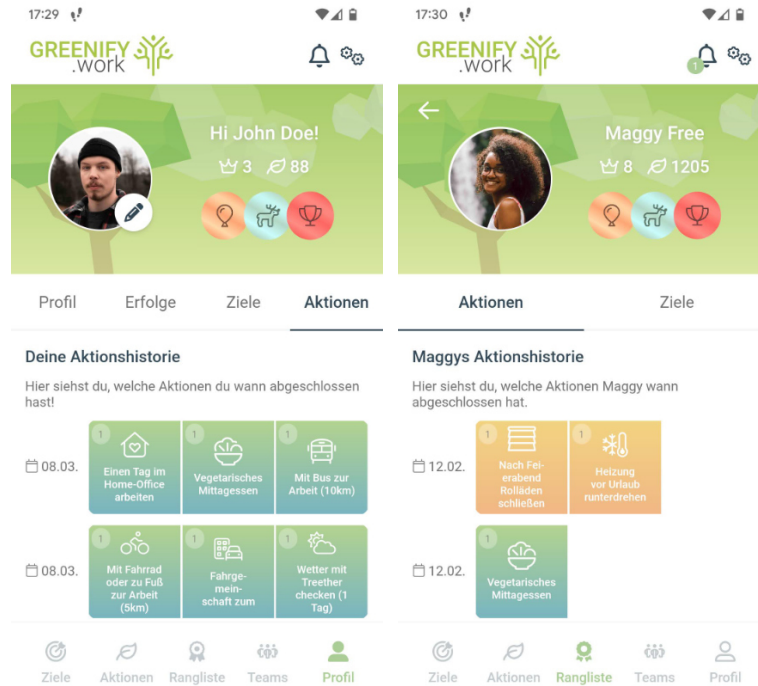 17:29
GREENIFY
.work
Hi John Doe!
3 88
Profil Erfolge Ziele Aktionen
Deine Aktionshistorie
Hier siehst du, welche Aktionen du wann abgeschlossen
hast!
08.03.
1
Einen Tag im
Home-Office
arbeiten
1
Vegetarisches
Mittagessen
1
Mit Bus zur
Arbeit (10km)
08.03.
1
Mit Fahrrad
oder zu Fuß
zur Arbeit
(5km)
1
Fahrge-
mein-
schaft zum
1
Wetter mit
Treether
checken (1
Tag)
Ziele Aktionen Rangliste Teams Profil
17:30
GREENIFY
.work
1
Maggy Free
8 1205
Aktionen Ziele
Maggys Aktionshistorie
Hier siehst du, welche Aktionen Maggy wann
abgeschlossen hat.
12.02.
1
Nach Fei-
erabend
Rolläden
schließen
1
Heizung
vor Urlaub
runterdrehen
12.02.
1
Vegetarisches
Mittagessen
Ziele Aktionen Rangliste Teams Profil